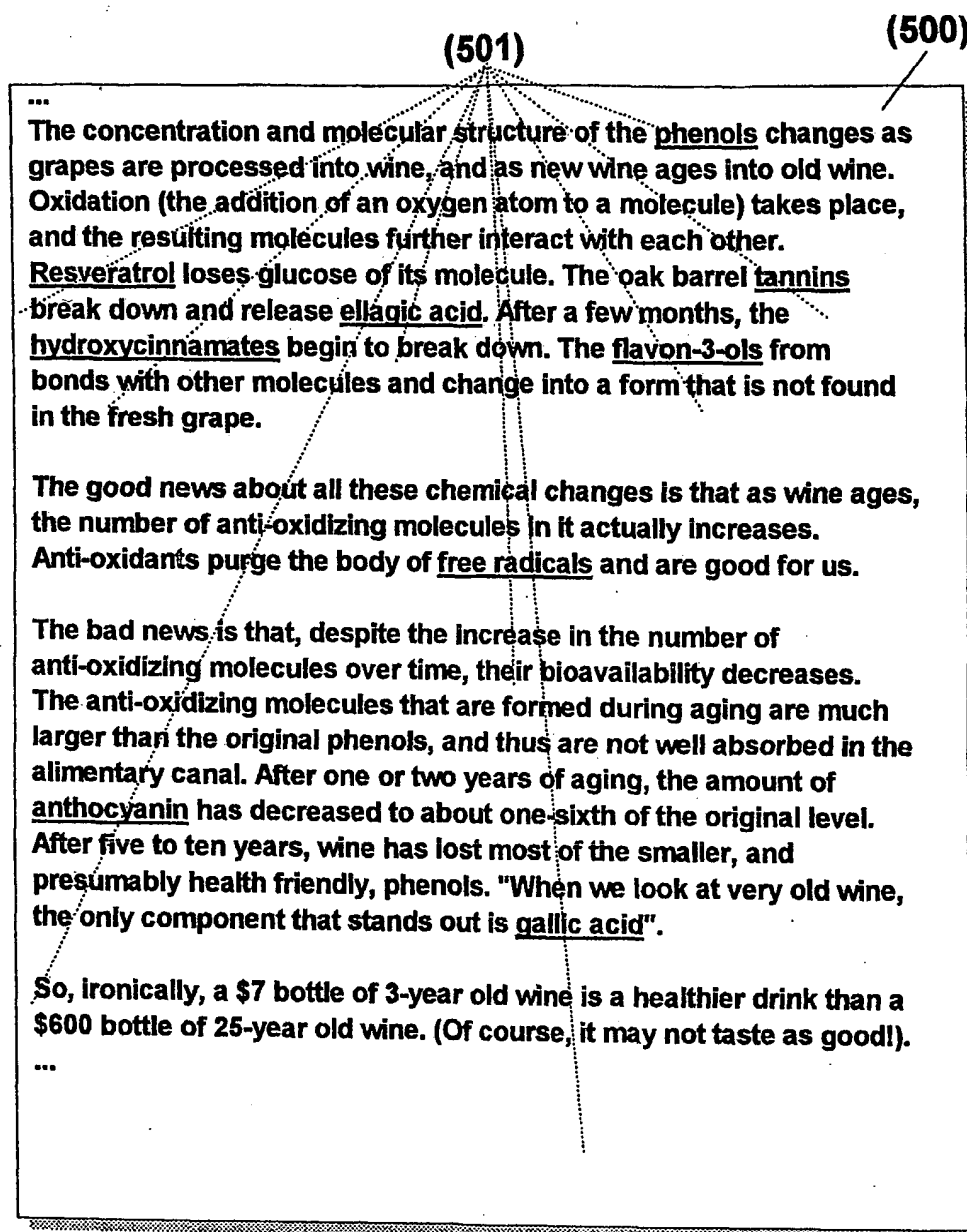 (500)
(501)
...
The concentration and molecular structure of the phenols changes as
grapes are processed into wine, and as new wine ages into old wine.
Oxidation (the addition of an oxygen atom to a molecule) takes place,
and the resulting molecules further interact with each other.
Resveratrol loses glucose of its molecule. The oak barrel tannins
break down and release ellagic acid. After a few months, the
hydroxycinnamates begin to break down. The flavon-3-ols from
bonds with other molecules and change into a form that is not found
in the fresh grape.
The good news about all these chemical changes is that as wine ages,
the number of anti-oxidizing molecules in it actually increases.
Anti-oxidants purge the body of free radicals and are good for us.
The bad news is that, despite the increase in the number of
anti-oxidizing molecules over time, their bioavailability decreases.
The anti-oxidizing molecules that are formed during aging are much
larger than the original phenols, and thus are not well absorbed in the
alimentary canal. After one or two years of aging, the amount of
anthocyanin has decreased to about one-sixth of the original level.
After five to ten years, wine has lost most of the smaller, and
presumably health friendly, phenols. "When we look at very old wine,
the only component that stands out is gallic acid".
So, ironically, a $7 bottle of 3-year old wine is a healthier drink than a
$600 bottle of 25-year old wine. (Of course, it may not taste as good!).
...